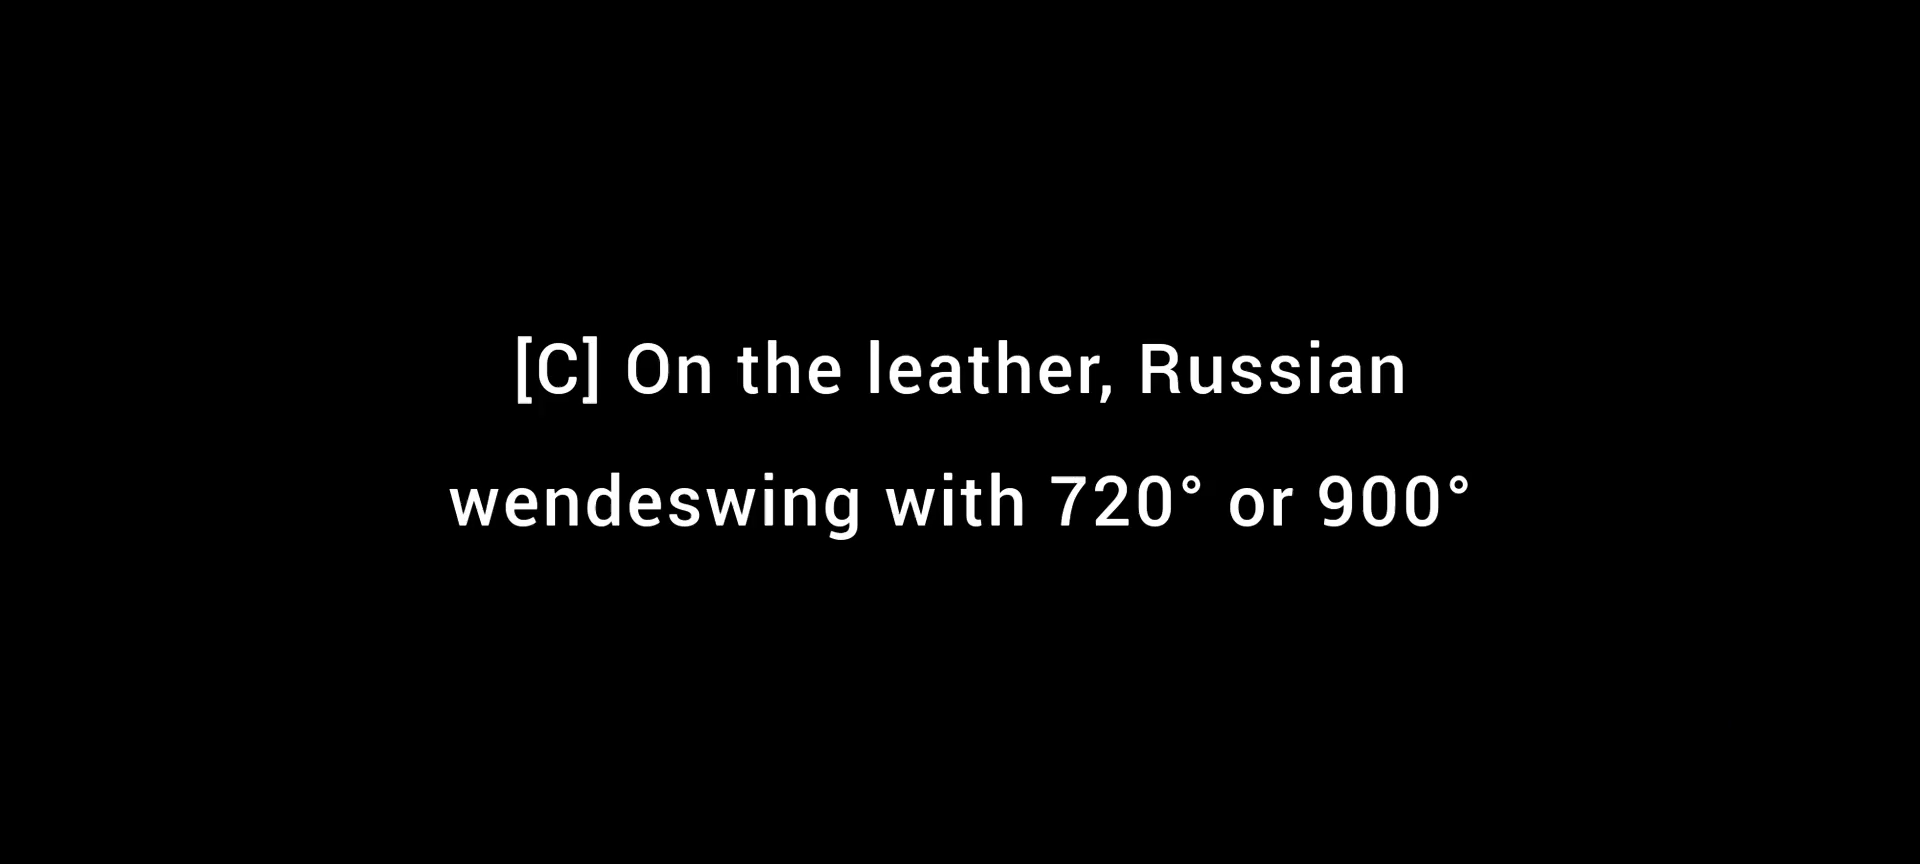 [C] On the leather, Russian
wendeswing with 720° or 900°